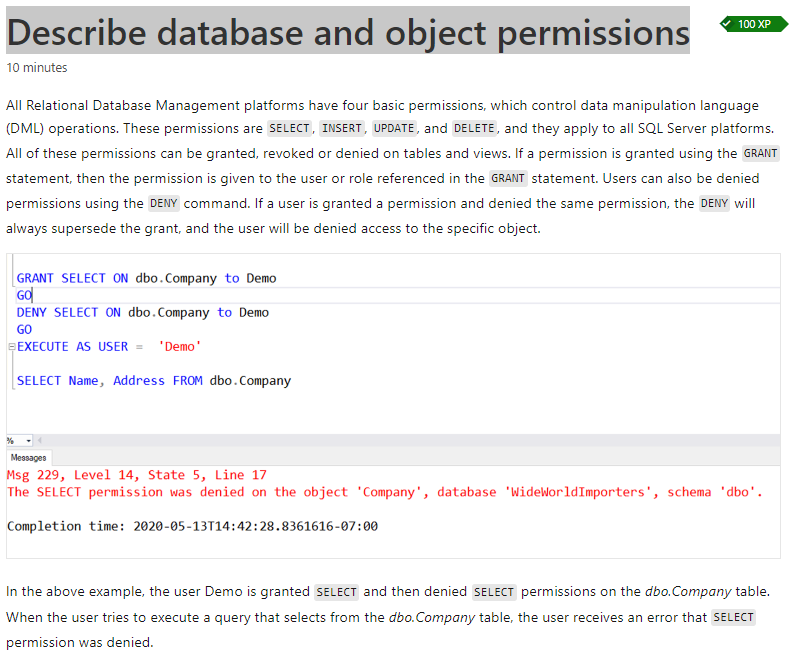 Describe database and object permissions
100 XP
10 minutes
All Relational Database Management platforms have four basic permissions, which control data manipulation language
(DML) operations. These permissions are SELECT, INSERT, UPDATE, and DELETE, and they apply to all SQL Server platforms.
All of these permissions can be granted, revoked or denied on tables and views. If a permission is granted using the GRANT
statement, then the permission is given to the user or role referenced in the GRANT statement. Users can also be denied
permissions using the DENY command. If a user is granted a permission and denied the same permission, the DENY will
always supersede the grant, and the user will be denied access to the specific object.
GRANT SELECT ON dbo.Company to Demo
GO
DENY SELECT ON dbo.Company to Demo
GO
EXECUTE AS USER = 'Demo'
SELECT Name, Address FROM dbo.Company
%
Messages
Msg 229, Level 14, State 5, Line 17
The SELECT permission was denied on the object 'Company', database 'WideWorldImporters', schema 'dbo'.
Completion time: 2020-05-13T14:42:28.8361616-07:00
In the above example, the user Demo is granted SELECT and then denied SELECT permissions on the dbo.Company table.
When the user tries to execute a query that selects from the dbo.Company table, the user receives an error that SELECT
permission was denied.